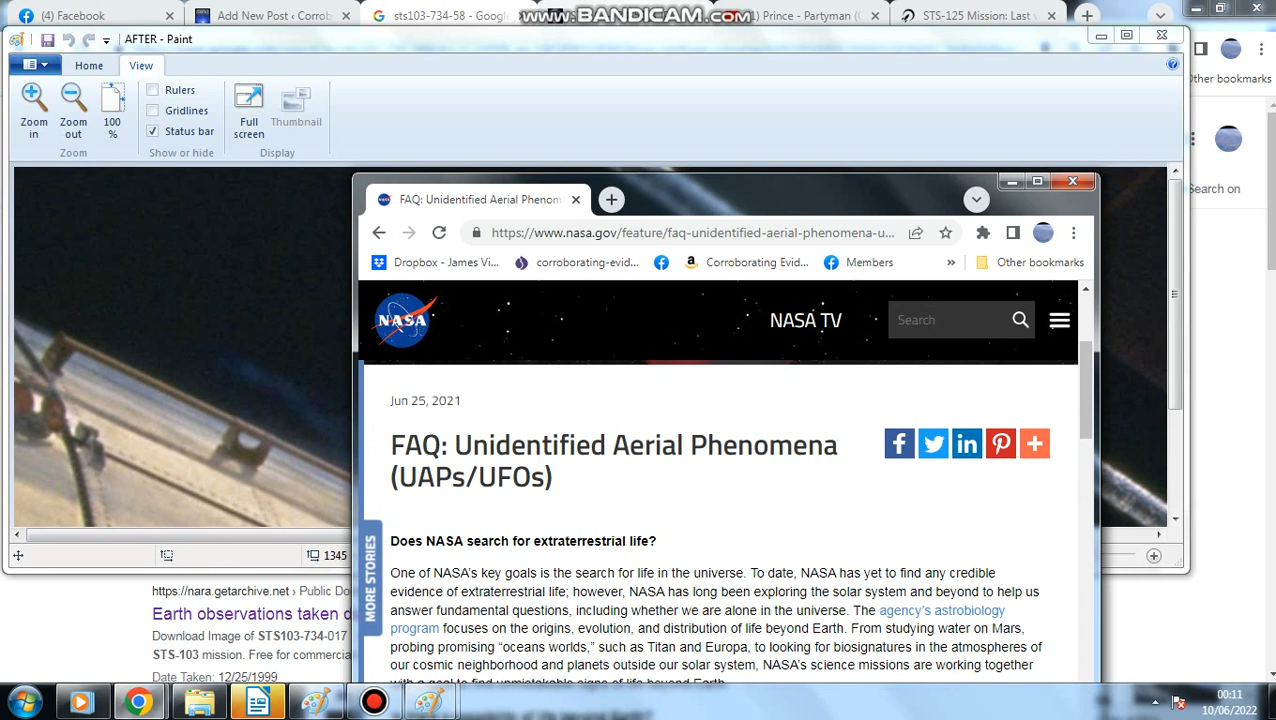 (4) Facebook
Add New Post ‹ Corrob
sts103-734-58 - Google
www.BANDICAM.com
) Prince - Partyman (
STS-125 Mission: Last v
AFTER - Paint
Home
View
Other bookmarks
Zoom in
Zoom out
100 %
Rulers
Gridlines
Status bar
Full screen
Thumbnail
Zoom
Show or hide
Display
Search on
FAQ: Unidentified Aerial Phenom
https://www.nasa.gov/feature/faq-unidentified-aerial-phenomena-u...
Dropbox - James Vi...
corroborating-evid...
Corroborating Evid...
Members
»
Other bookmarks
NASA
NASA TV
Search
Jun 25, 2021
FAQ: Unidentified Aerial Phenomena
(UAPs/UFOs)
MORE STORIES
Does NASA search for extraterrestrial life?
One of NASA's key goals is the search for life in the universe. To date, NASA has yet to find any credible
evidence of extraterrestrial life; however, NASA has long been exploring the solar system and beyond to help us
answer fundamental questions, including whether we are alone in the universe. The agency's astrobiology
program focuses on the origins, evolution, and distribution of life beyond Earth. From studying water on Mars,
probing promising "oceans worlds," such as Titan and Europa, to looking for biosignatures in the atmospheres of
our cosmic neighborhood and planets outside our solar system, NASA's science missions are working together
with a goal to find unmistakable signs of life beyond Earth.
1345
https://nara.getarchive.net › Public Do
Earth observations taken d
Download Image of STS103-734-017
STS-103 mission. Free for commercia
Date Taken: 12/25/1999
00:11
10/06/2022